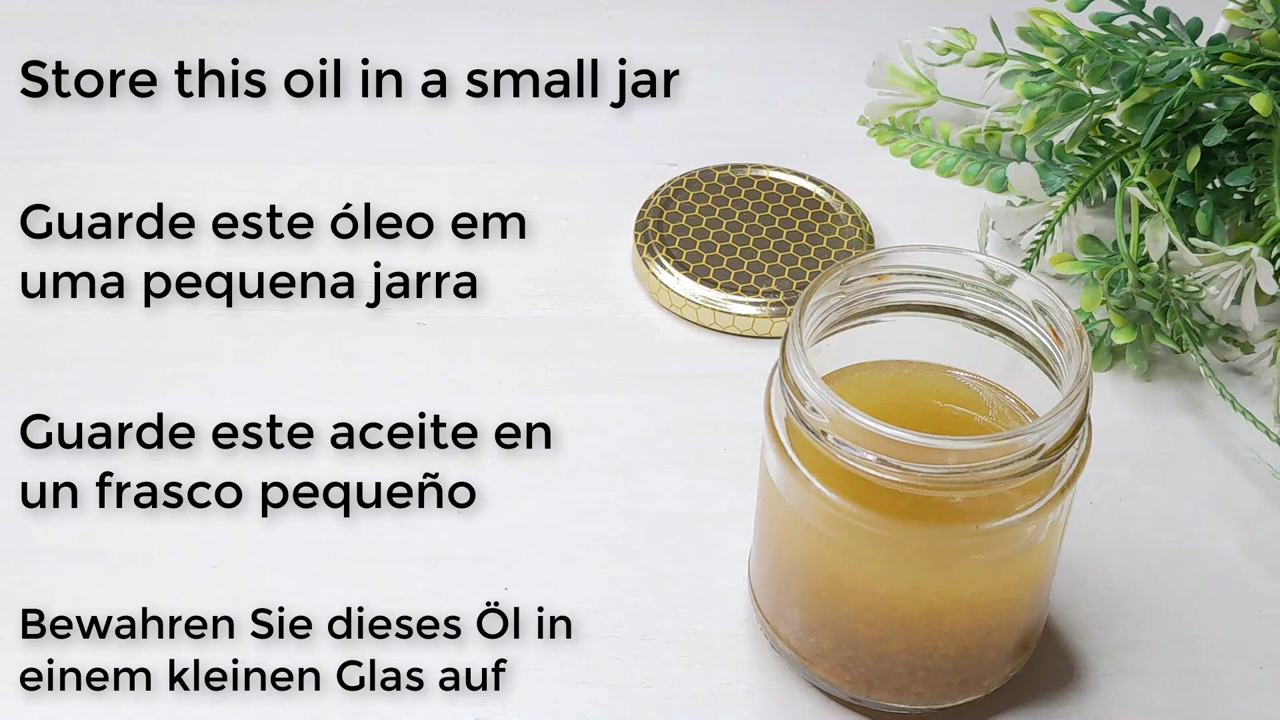 Store this oil in a small jar
Guarde este óleo em
uma pequena jarra
Guarde este aceite en
un frasco pequeño
Bewahren Sie dieses Öl in
einem kleinen Glas auf